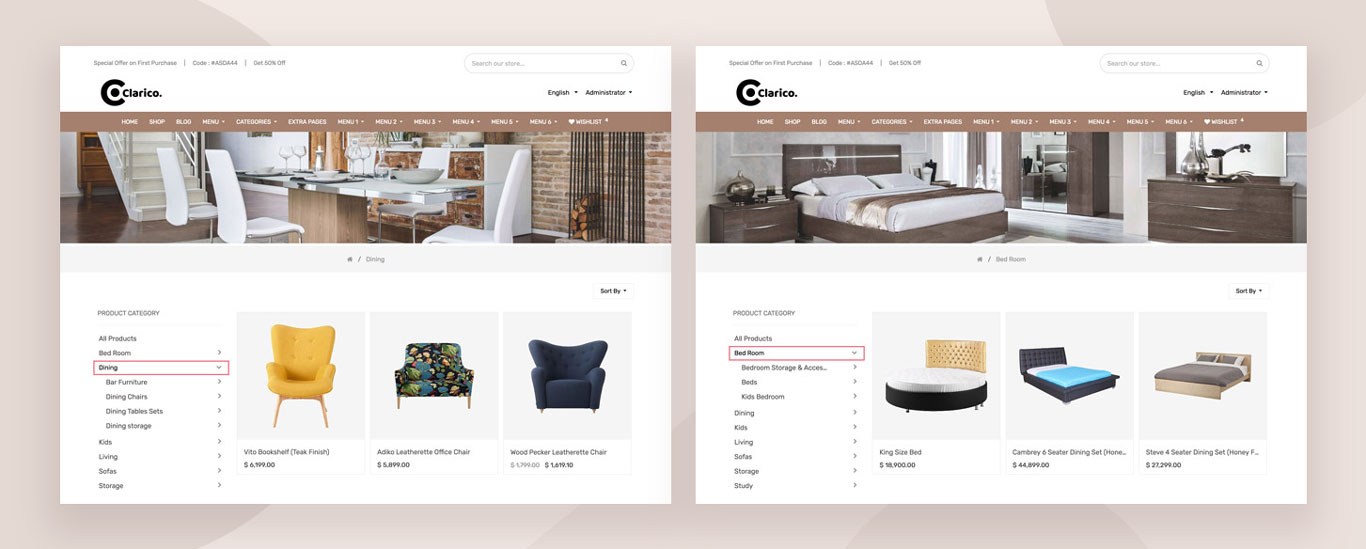 Special Offer on First Purchase | Code : #ASDA44 | Get 50% Off
Search our store...
Clarico.
English Administrator
HOME SHOP BLOG MENU CATEGORIES EXTRA PAGES MENU 1 MENU 2 MENU 3 MENU 4 MENU 5 MENU 6 WISHLIST 4
/ Dining
Sort By
PRODUCT CATEGORY
All Products
Bed Room
Dining
Bar Furniture
Dining Chairs
Dining Tables Sets
Dining storage
Kids
Living
Sofas
Storage
Vito Bookshelf (Teak Finish)
$ 6,199.00
Adiko Leatherette Office Chair
$ 5,899.00
Wood Pecker Leatherette Chair
$ 1,799.00 $ 1,619.10
Special Offer on First Purchase | Code : #ASDA44 | Get 50% Off
Search our store...
Clarico.
English Administrator
HOME SHOP BLOG MENU CATEGORIES EXTRA PAGES MENU 1 MENU 2 MENU 3 MENU 4 MENU 5 MENU 6 WISHLIST 4
/ Bed Room
Sort By
PRODUCT CATEGORY
All Products
Bed Room
Bedroom Storage & Acces...
Beds
Kids Bedroom
Dining
Kids
Living
Sofas
Storage
Study
King Size Bed
$ 18,900.00
Cambrey 6 Seater Dining Set (Hone...
$ 44,899.00
Steve 4 Seater Dining Set (Honey F...
$ 27,299.00